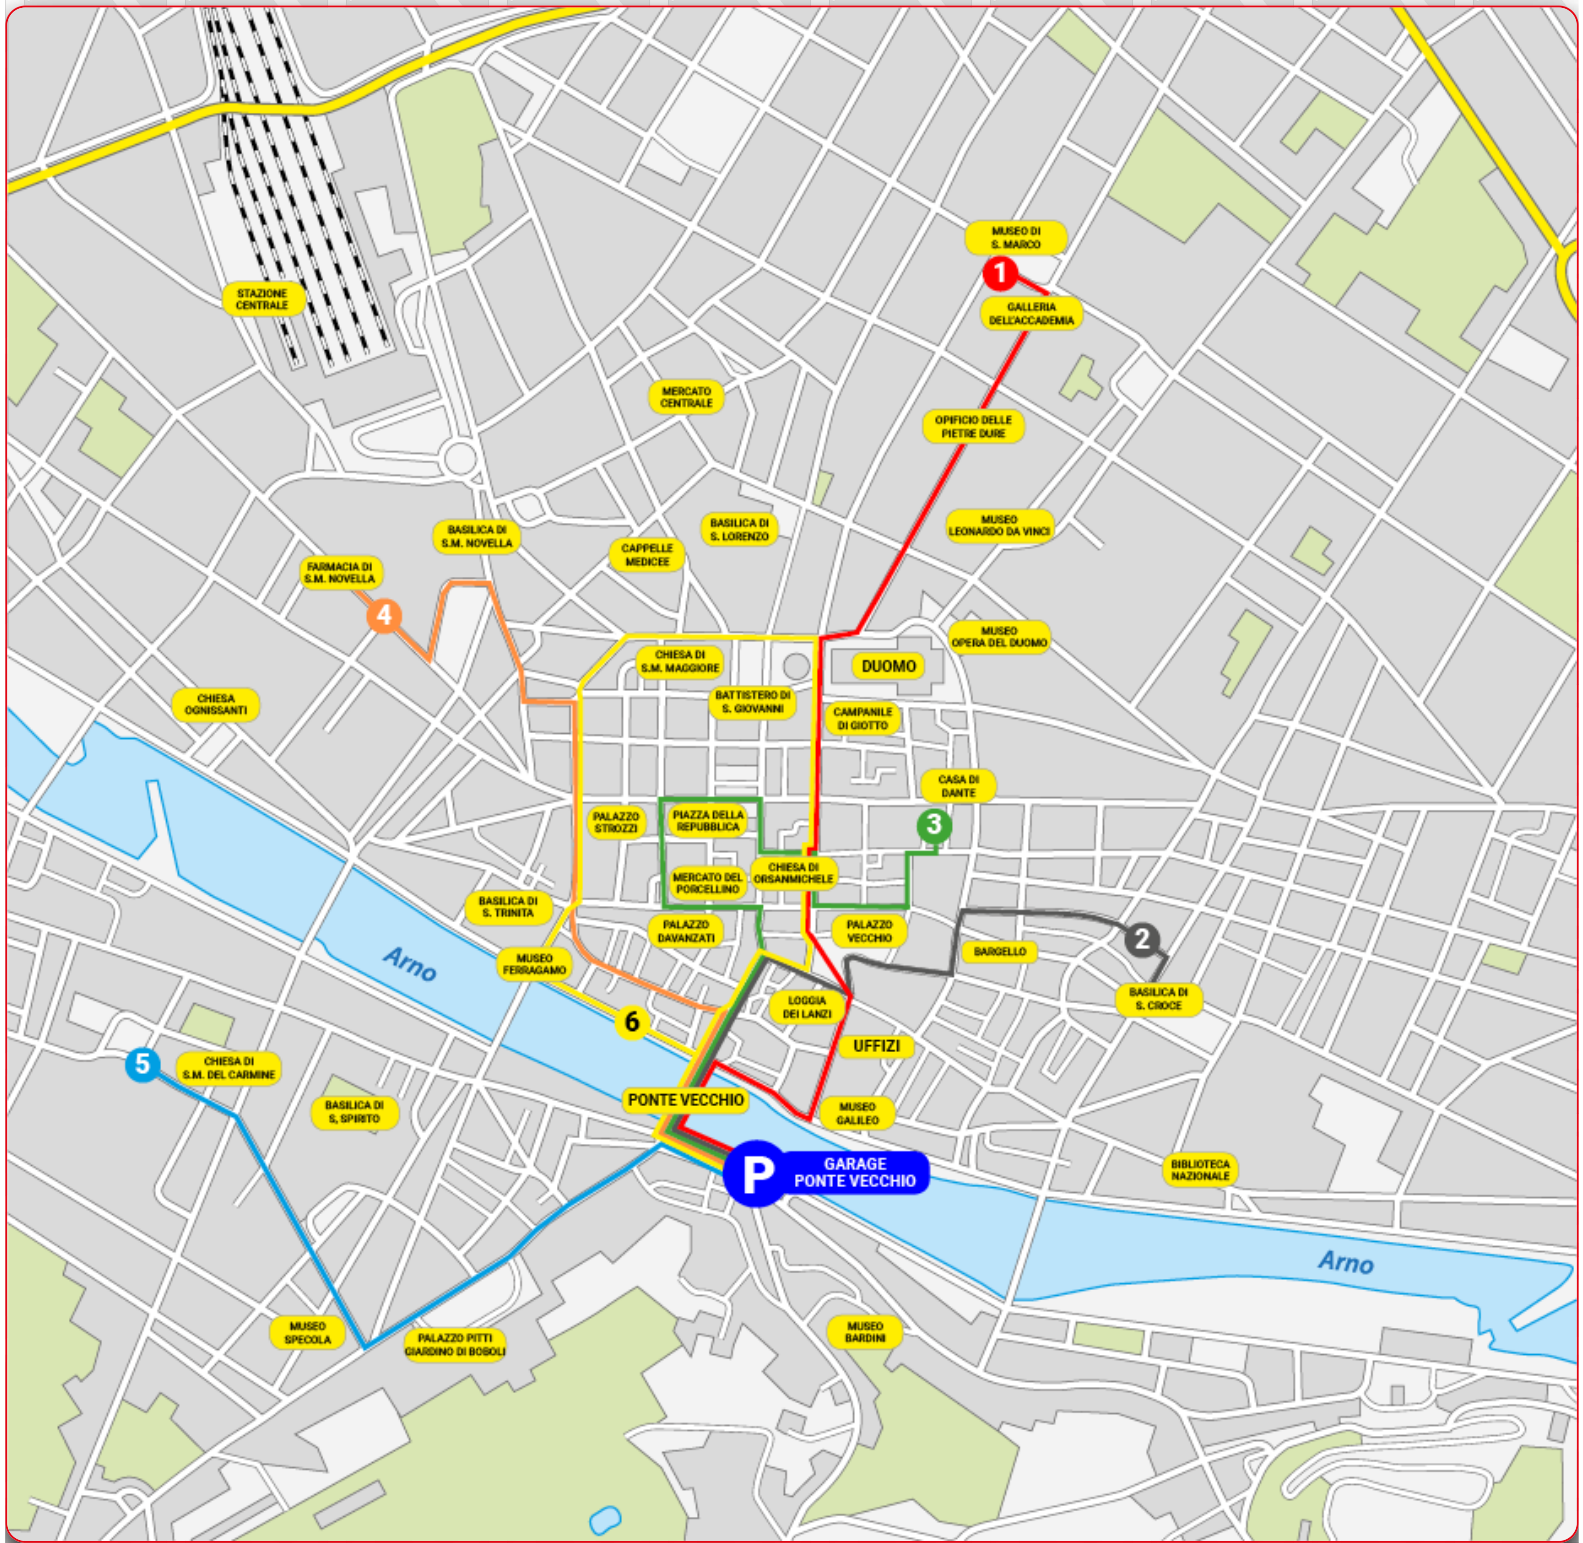 MUSEO DI
S. MARCO
1
GALLERIA
DELL'ACCADEMIA
STAZIONE
CENTRALE
MERCATO
CENTRALE
OPIFICIO DELLE
PIETRE DURE
MUSEO
LEONARDO DA VINCI
BASILICA DI
S. LORENZO
BASILICA DI
S.M. NOVELLA
CAPPELLE
MEDICEE
FARMACIA DI
S.M. NOVELLA
4
MUSEO
OPERA DEL DUOMO
CHIESA DI
S.M. MAGGIORE
DUOMO
BATTISTERO DI
S. GIOVANNI
CAMPANILE
DI GIOTTO
CHIESA
OGNISSANTI
CASA DI
DANTE
3
PALAZZO
STROZZI
PIAZZA DELLA
REPUBBLICA
CHIESA DI
ORSANMICHELE
MERCATO DEL
PORCELLINO
BASILICA DI
S. TRINITA
PALAZZO
DAVANZATI
PALAZZO
VECCHIO
BARGELLO
2
Arno
MUSEO
FERRAGAMO
LOGGIA
DEI LANZI
BASILICA DI
S. CROCE
6
UFFIZI
5
CHIESA DI
S.M. DEL CARMINE
BASILICA DI
S, SPIRITO
PONTE VECCHIO
MUSEO
GALILEO
P
GARAGE
PONTE VECCHIO
BIBLIOTECA
NAZIONALE
Arno
MUSEO
SPECOLA
PALAZZO PITTI
GIARDINO DI BOBOLI
MUSEO
BARDINI